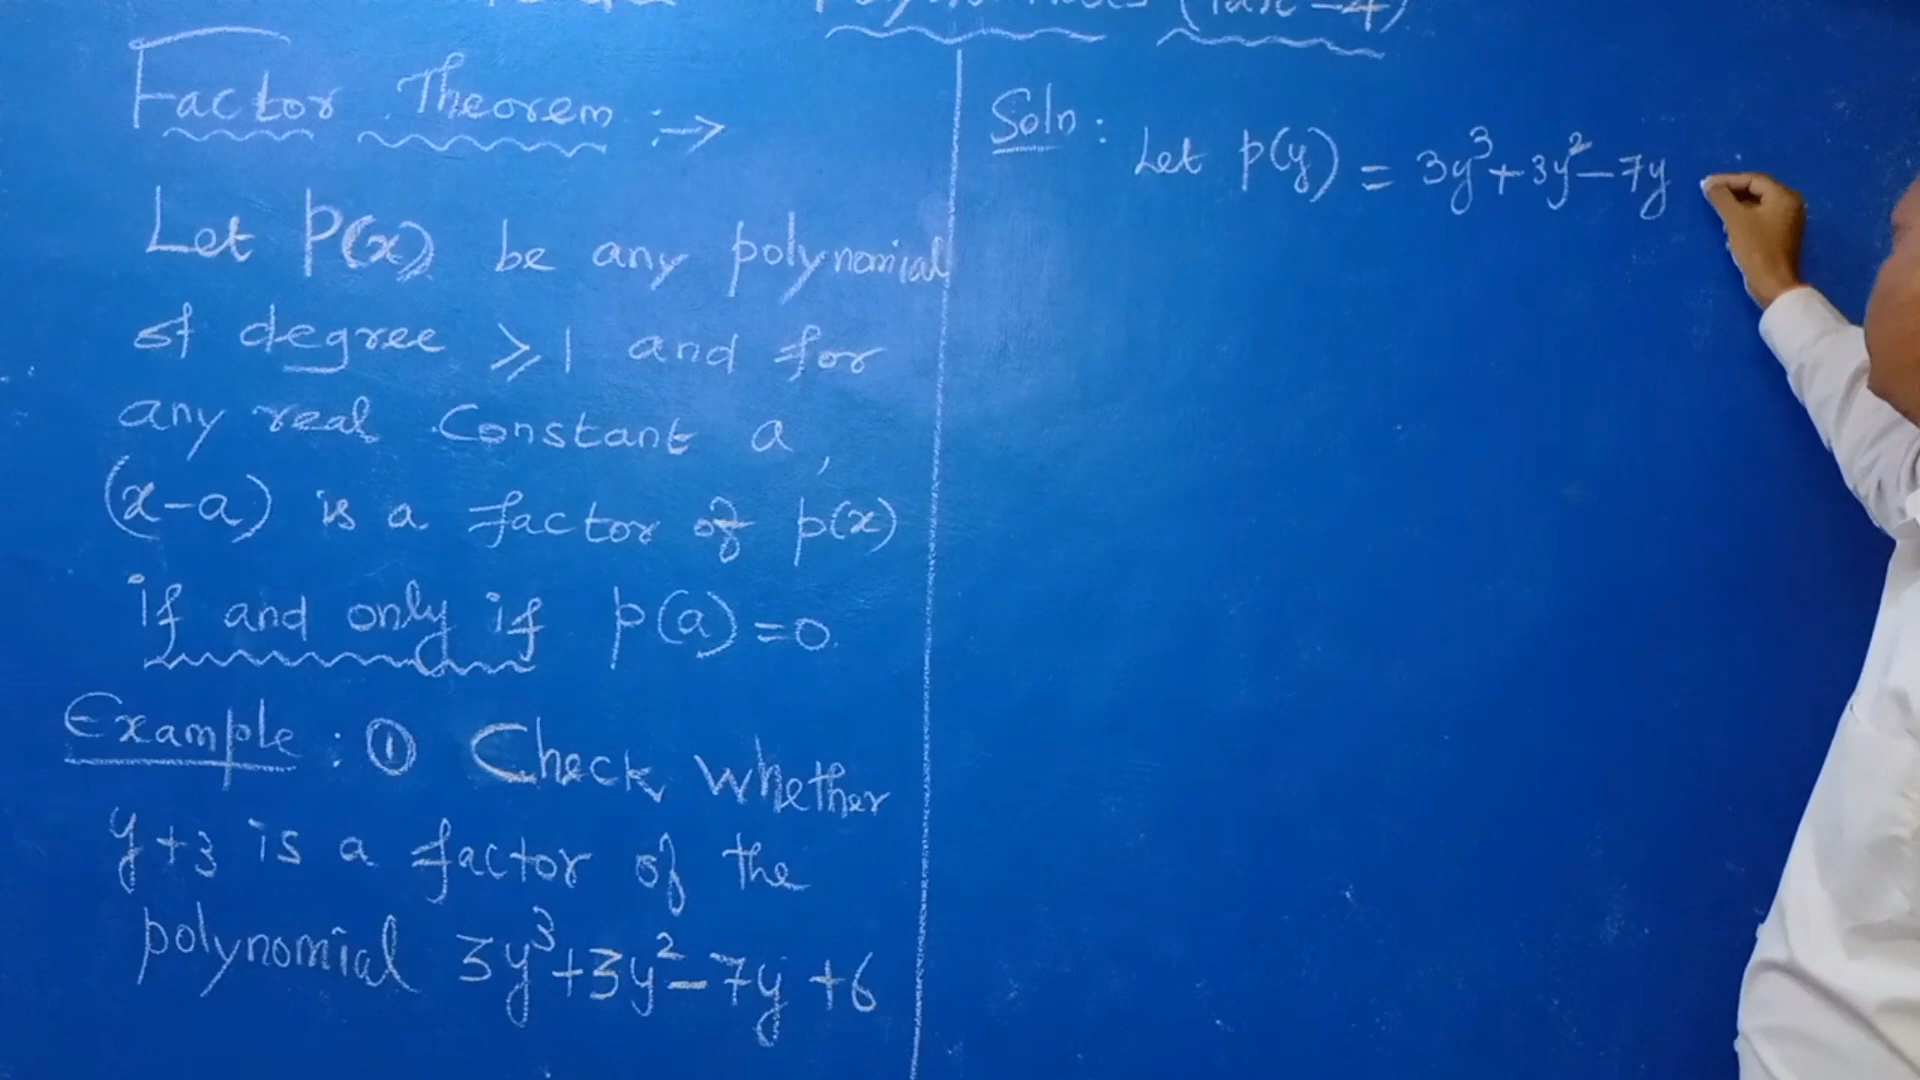 Factor Theorem :→
Let P(x) be any polynomial
of degree ⩾ 1 and for
any real Constant a,
(x-a) is a factor of p(x)
if and only if p(a)=0.
Example : ① Check whether
y+3 is a factor of the
polynomial 3y³+3y²-7y+6
Soln : Let p(y) = 3y³+3y²-7y